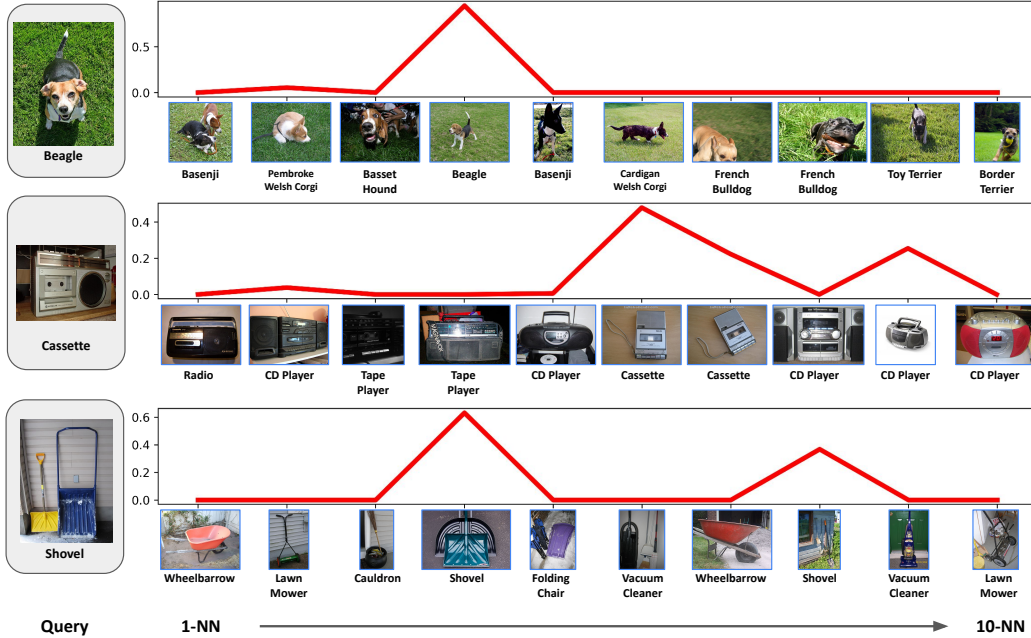 0.5
0.0
Beagle
Basenji
Pembroke
Welsh Corgi
Basset
Hound
Beagle
Basenji
Cardigan
Welsh Corgi
French
Bulldog
French
Bulldog
Toy Terrier
Border
Terrier
0.4
0.2
0.0
Cassette
Radio
CD Player
Tape
Player
Tape
Player
CD Player
Cassette
Cassette
CD Player
CD Player
CD Player
0.6
0.4
0.2
0.0
Shovel
Wheelbarrow
Lawn
Mower
Cauldron
Shovel
Folding
Chair
Vacuum
Cleaner
Wheelbarrow
Shovel
Vacuum
Cleaner
Lawn
Mower
Query
1-NN
10-NN